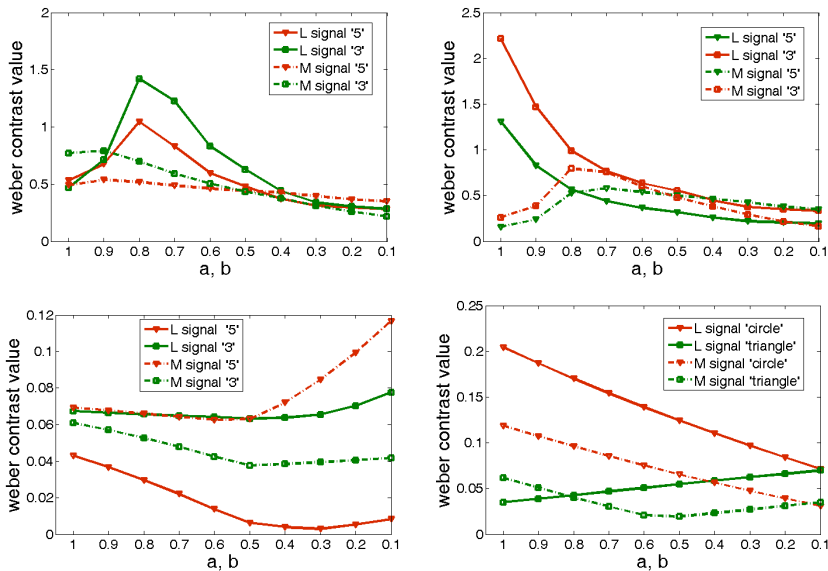 2
1.5
1
0.5
0
weber contrast value
L signal '5'
L signal '3'
M signal '5'
M signal '3'
1 0.9 0.8 0.7 0.6 0.5 0.4 0.3 0.2 0.1
a, b
2.5
2
1.5
1
0.5
0
weber contrast value
L signal '5'
L signal '3'
M signal '5'
M signal '3'
1 0.9 0.8 0.7 0.6 0.5 0.4 0.3 0.2 0.1
a, b
0.12
0.1
0.08
0.06
0.04
0.02
0
weber contrast value
L signal '5'
L signal '3'
M signal '5'
M signal '3'
1 0.9 0.8 0.7 0.6 0.5 0.4 0.3 0.2 0.1
a, b
0.25
0.2
0.15
0.1
0.05
0
weber contrast value
L signal 'circle'
L signal 'triangle'
M signal 'circle'
M signal 'triangle'
1 0.9 0.8 0.7 0.6 0.5 0.4 0.3 0.2 0.1
a, b